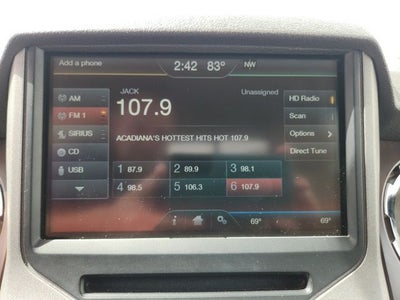 Add a phone 2:42 83° NW
JACK Unassigned
107.9
AM
FM 1
SIRIUS
CD
USB
ACADIANA'S HOTTEST HITS HOT 107.9
1 87.9 2 89.9 3 98.1
4 98.5 5 106.3 6 107.9
HD Radio
Scan
Options >
Direct Tune
69° 69°